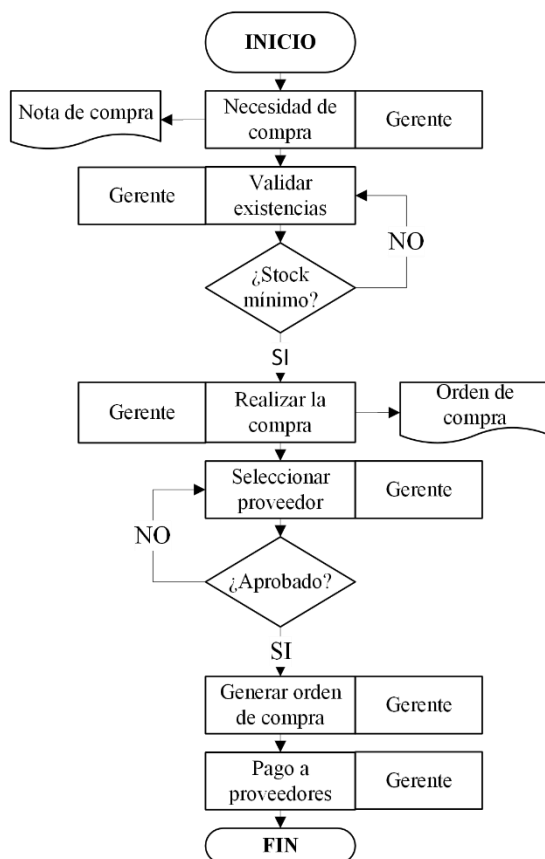 INICIO
Nota de compra
Necesidad de
compra
Gerente
Gerente
Validar
existencias
NO
¿Stock
mínimo?
SI
Gerente
Realizar la
compra
Orden de
compra
Seleccionar
proveedor
Gerente
NO
¿Aprobado?
SI
Generar orden
de compra
Gerente
Pago a
proveedores
Gerente
FIN